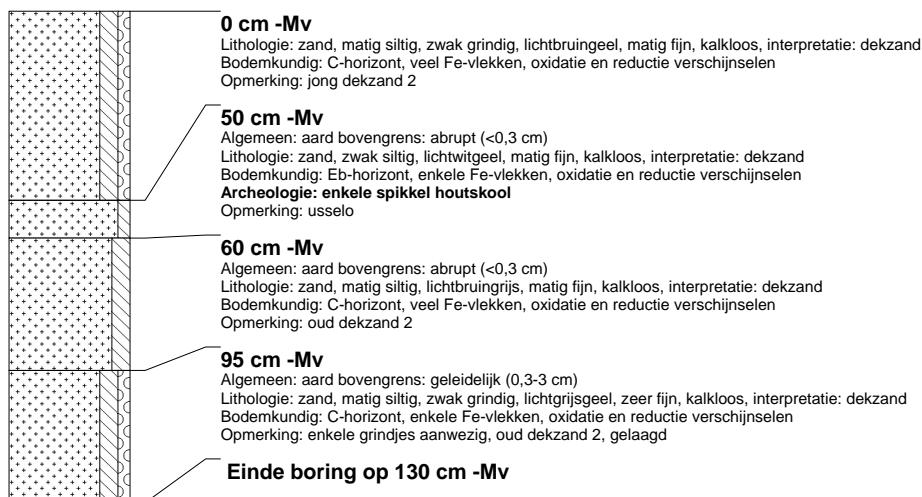 0 cm -Mv
Lithologie: zand, matig siltig, zwak grindig, lichtbruingeel, matig fijn, kalkloos, interpretatie: dekzand
Bodemkundig: C-horizont, veel Fe-vlekken, oxidatie en reductie verschijnselen
Opmerking: jong dekzand 2
50 cm -Mv
Algemeen: aard bovengrens: abrupt (<0,3 cm)
Lithologie: zand, zwak siltig, lichtwitgeel, matig fijn, kalkloos, interpretatie: dekzand
Bodemkundig: Eb-horizont, enkele Fe-vlekken, oxidatie en reductie verschijnselen
Archeologie: enkele spikkel houtskool
Opmerking: usselo
60 cm -Mv
Algemeen: aard bovengrens: abrupt (<0,3 cm)
Lithologie: zand, matig siltig, lichtbruingrijs, matig fijn, kalkloos, interpretatie: dekzand
Bodemkundig: C-horizont, veel Fe-vlekken, oxidatie en reductie verschijnselen
Opmerking: oud dekzand 2
95 cm -Mv
Algemeen: aard bovengrens: geleidelijk (0,3-3 cm)
Lithologie: zand, matig siltig, zwak grindig, lichtgrijsgeel, zeer fijn, kalkloos, interpretatie: dekzand
Bodemkundig: C-horizont, enkele Fe-vlekken, oxidatie en reductie verschijnselen
Opmerking: enkele grindjes aanwezig, oud dekzand 2, gelaagd
Einde boring op 130 cm -Mv